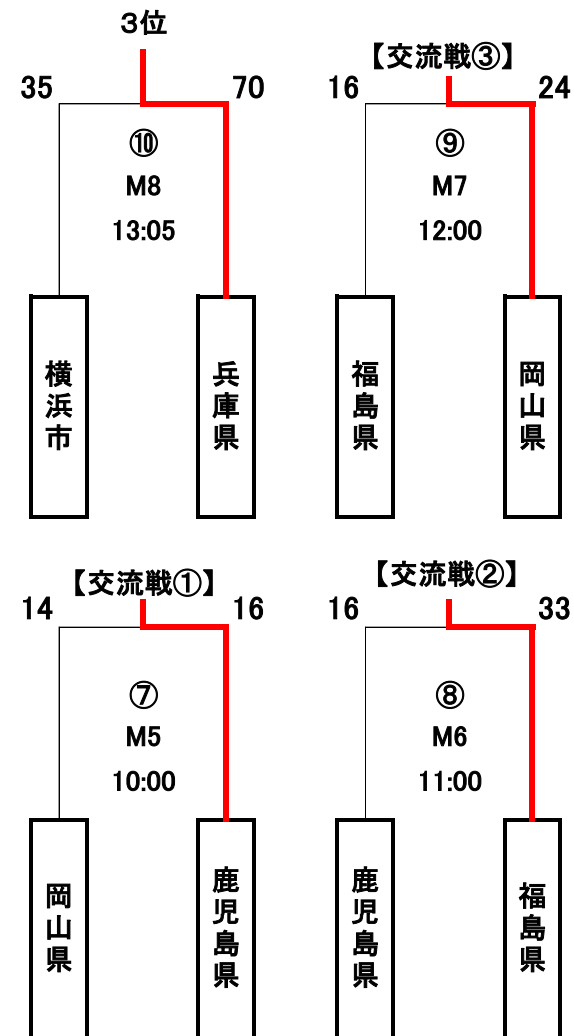 3位
35
70
⑩
M8
13:05
横浜市
兵庫県
【交流戦③】
16
24
⑨
M7
12:00
福島県
岡山県
【交流戦①】
14
16
⑦
M5
10:00
岡山県
鹿児島県
【交流戦②】
16
33
⑧
M6
11:00
鹿児島県
福島県